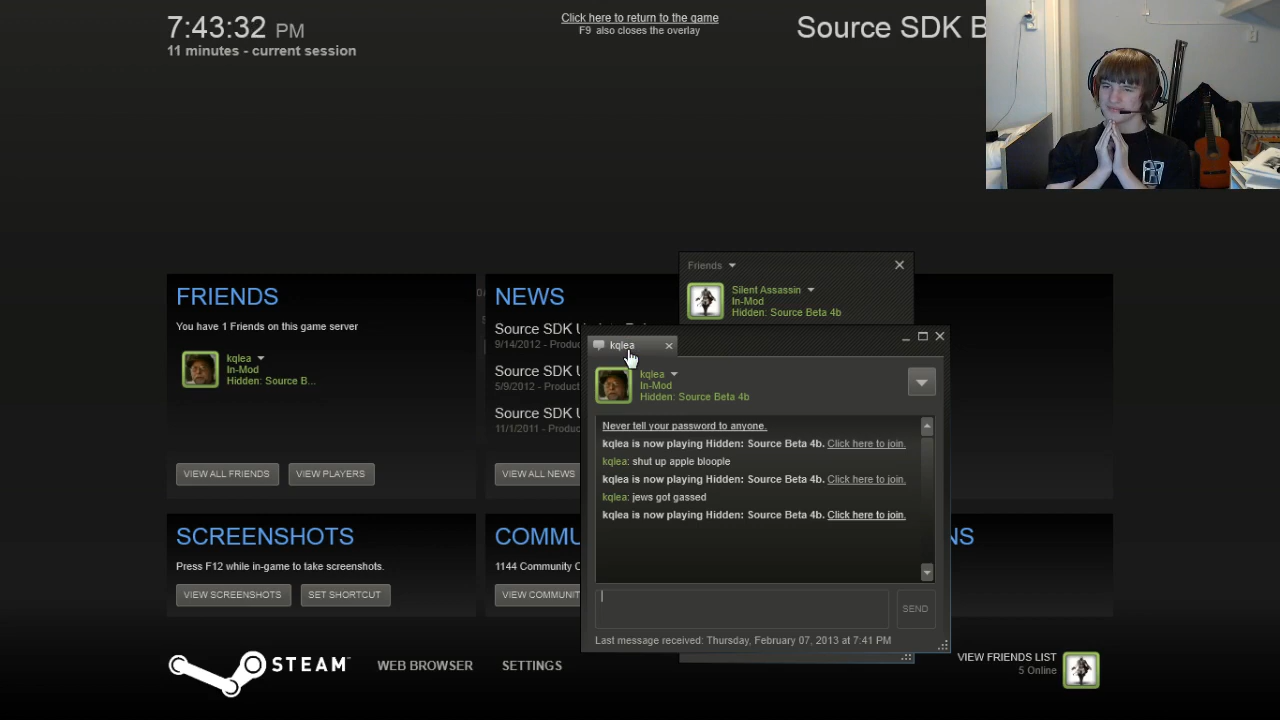 7:43:32 PM
11 minutes - current session
Click here to return to the game
F9 also closes the overlay
Source SDK B
FRIENDS
You have 1 Friends on this game server
kqlea
In-Mod
Hidden: Source B...
VIEW ALL FRIENDS
VIEW PLAYERS
NEWS
Source SDK
9/14/2012 - Produc
Source SDK U
5/9/2012 - Product
Source SDK U
11/1/2011 - Produc
VIEW ALL NEWS
Friends
Silent Assassin
In-Mod
Hidden: Source Beta 4b
kqlea
kqlea
In-Mod
Hidden: Source Beta 4b
Never tell your password to anyone.
kqlea is now playing Hidden: Source Beta 4b. Click here to join.
kqlea: shut up apple bloople
kqlea is now playing Hidden: Source Beta 4b. Click here to join.
kqlea: jews got gassed
kqlea is now playing Hidden: Source Beta 4b. Click here to join.
SEND
Last message received: Thursday, February 07, 2013 at 7:41 PM
SCREENSHOTS
Press F12 while in-game to take screenshots.
VIEW SCREENSHOTS
SET SHORTCUT
COMMU
1144 Community C
VIEW COMMUNIT
NS
STEAM
WEB BROWSER
SETTINGS
VIEW FRIENDS LIST
5 Online